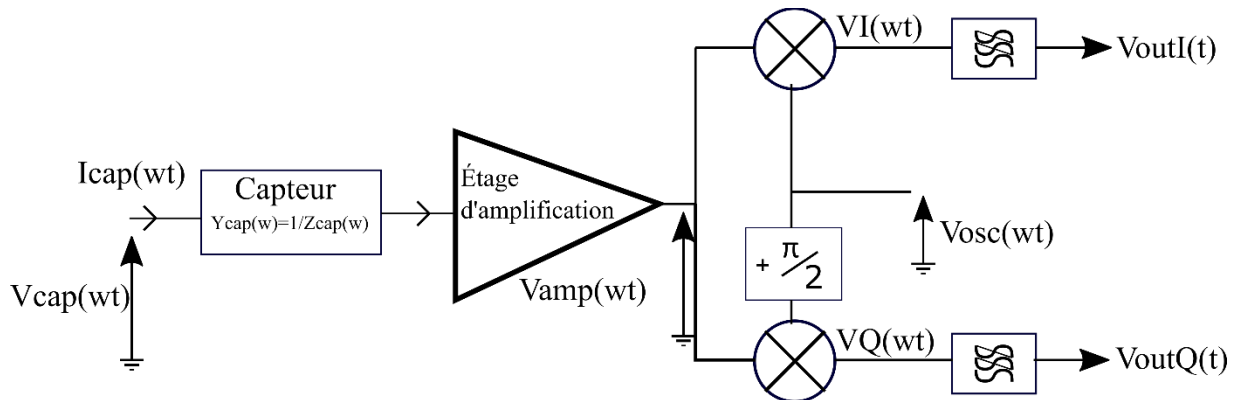 VI(wt)
VoutI(t)
Icap(wt)
Capteur
Ycap(w)=1/Zcap(w)
Étage
d'amplification
Vosc(wt)
+ π/2
Vcap(wt)
Vamp(wt)
VQ(wt)
VoutQ(t)